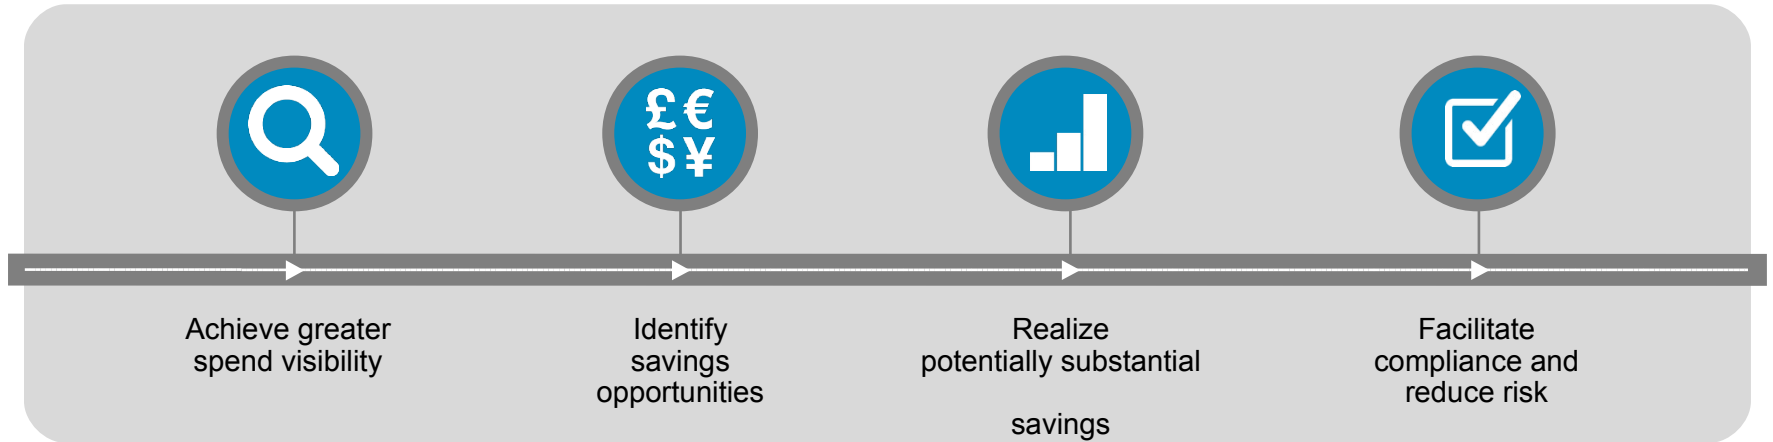 £ €
$ ¥
Achieve greater
spend visibility
Identify
savings
opportunities
Realize
potentially substantial
savings
Facilitate
compliance and
reduce risk